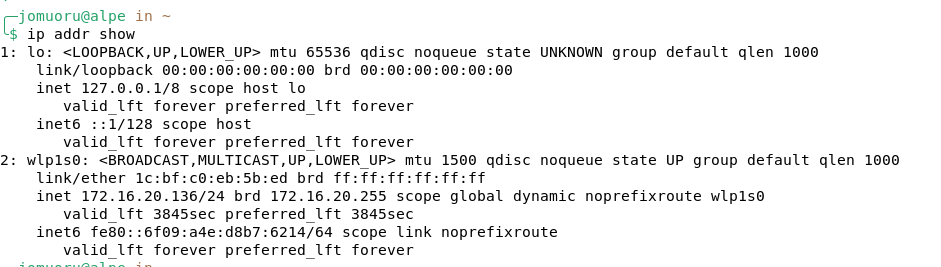 jomuoru@alpe in ~
$ ip addr show
1: lo: <LOOPBACK,UP,LOWER_UP> mtu 65536 qdisc noqueue state UNKNOWN group default qlen 1000
    link/loopback 00:00:00:00:00:00 brd 00:00:00:00:00:00
    inet 127.0.0.1/8 scope host lo
       valid_lft forever preferred_lft forever
    inet6 ::1/128 scope host
       valid_lft forever preferred_lft forever
2: wlp1s0: <BROADCAST,MULTICAST,UP,LOWER_UP> mtu 1500 qdisc noqueue state UP group default qlen 1000
    link/ether 1c:bf:c0:eb:5b:ed brd ff:ff:ff:ff:ff:ff
    inet 172.16.20.136/24 brd 172.16.20.255 scope global dynamic noprefixroute wlp1s0
       valid_lft 3845sec preferred_lft 3845sec
    inet6 fe80::6f09:a4e:d8b7:6214/64 scope link noprefixroute
       valid_lft forever preferred_lft forever
jomuoru@alpe in